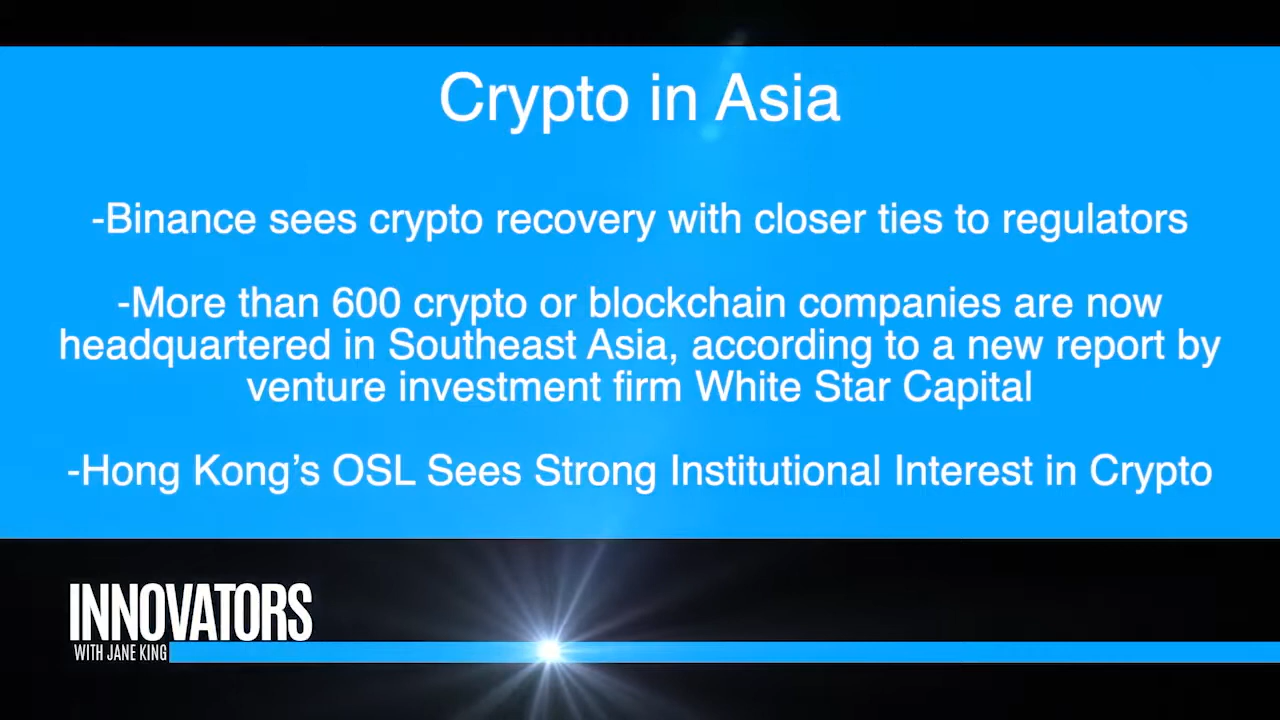 Crypto in Asia
-Binance sees crypto recovery with closer ties to regulators
-More than 600 crypto or blockchain companies are now
headquartered in Southeast Asia, according to a new report by
venture investment firm White Star Capital
-Hong Kong’s OSL Sees Strong Institutional Interest in Crypto
INNOVATORS
WITH JANE KING